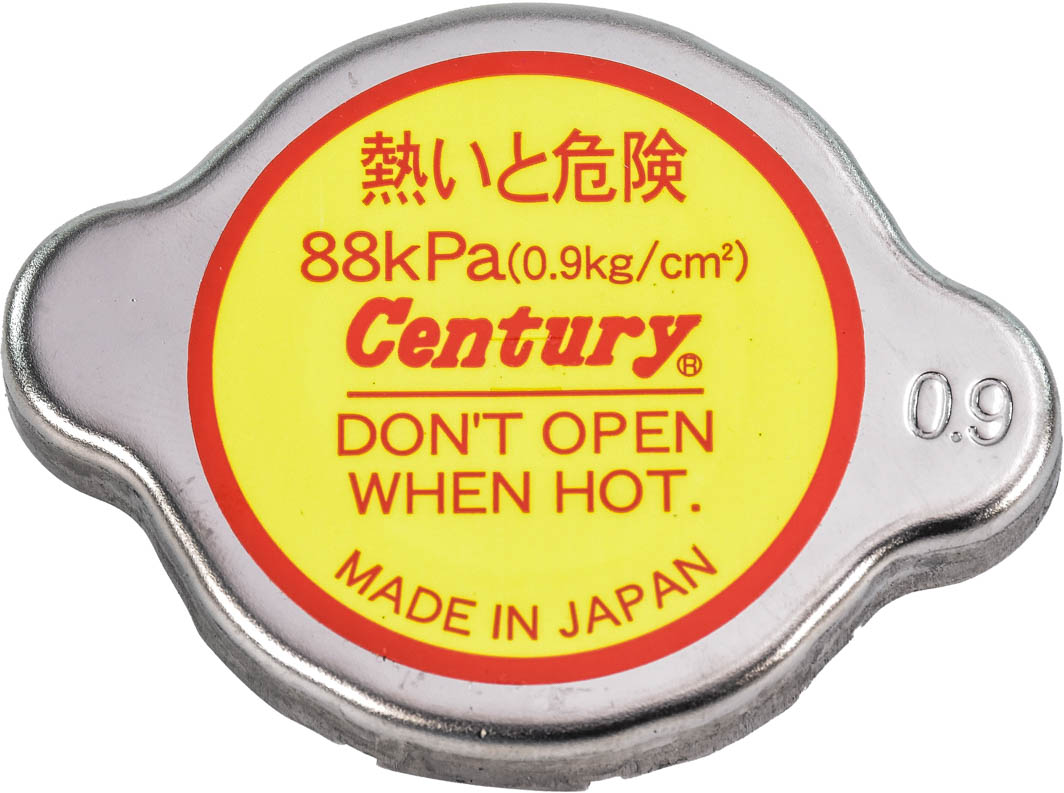 熱いと危険
88kPa(0.9kg/cm²)
Century®
DON'T OPEN
WHEN HOT.
MADE IN JAPAN
0.9